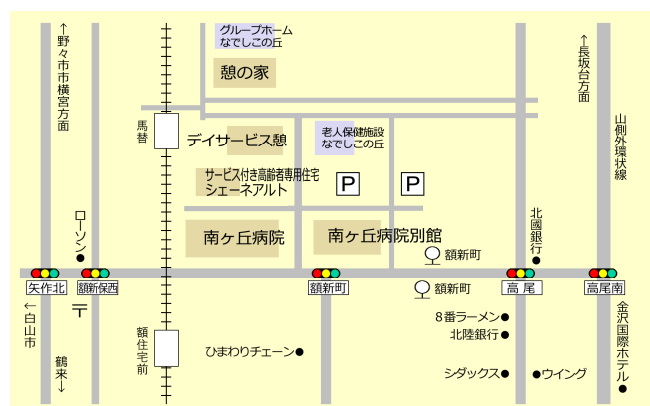 グループホーム
なでしこの丘
憩の家
←野々市市横宮方面
←長坂台方面
馬替
デイサービス憩
老人保健施設
なでしこの丘
山側外環状線
サービス付き高齢者専用住宅
シェーネアルト
P
P
ローソン
南ヶ丘病院
南ヶ丘病院別館
北國銀行
額新町
矢作北
額新保西
額新町
額新町
高尾
高尾南
←白山市
〒
額住宅前
鶴来→
8番ラーメン
北陸銀行
ひまわりチェーン
シダックス
ウイング
金沢国際ホテル